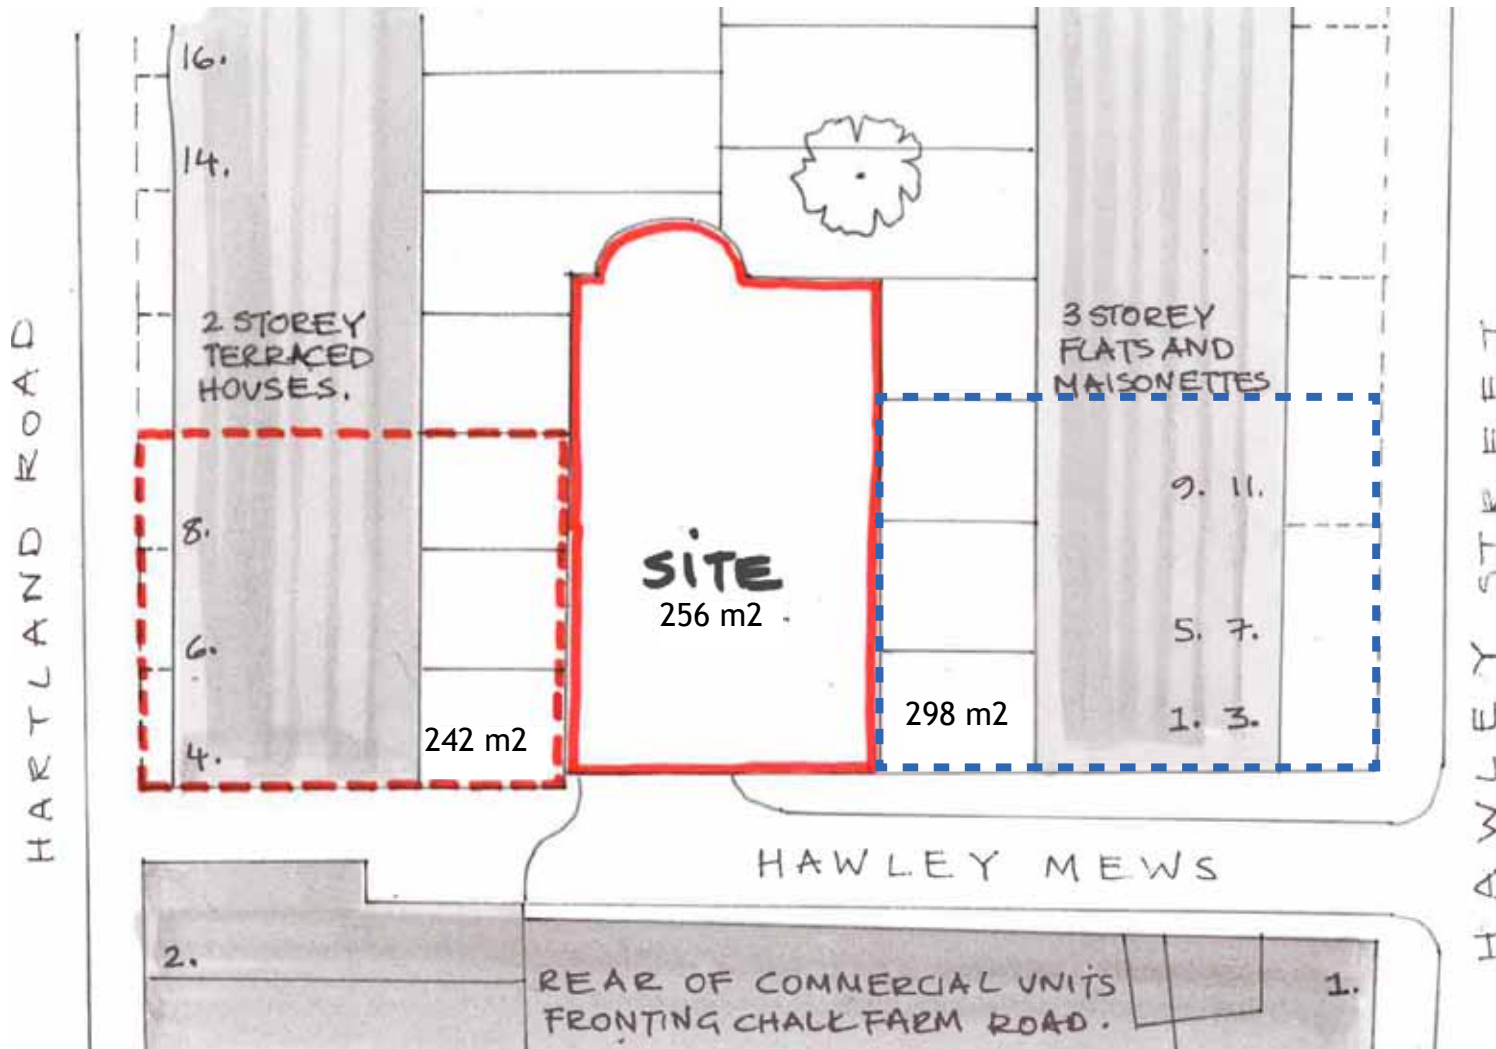 16.
14.
2 STOREY
TERRACED
HOUSES.
3 STOREY
FLATS AND
MAISONETTES
HARTLAND ROAD
HAWLEY STREET
8.
6.
4.
242 m2
SiTE
256 m2
298 m2
9. 11.
5. 7.
1. 3.
HAWLEY MEWS
2.
REAR OF COMMERCIAL UNITS
FRONTING CHALK FARM ROAD.
1.